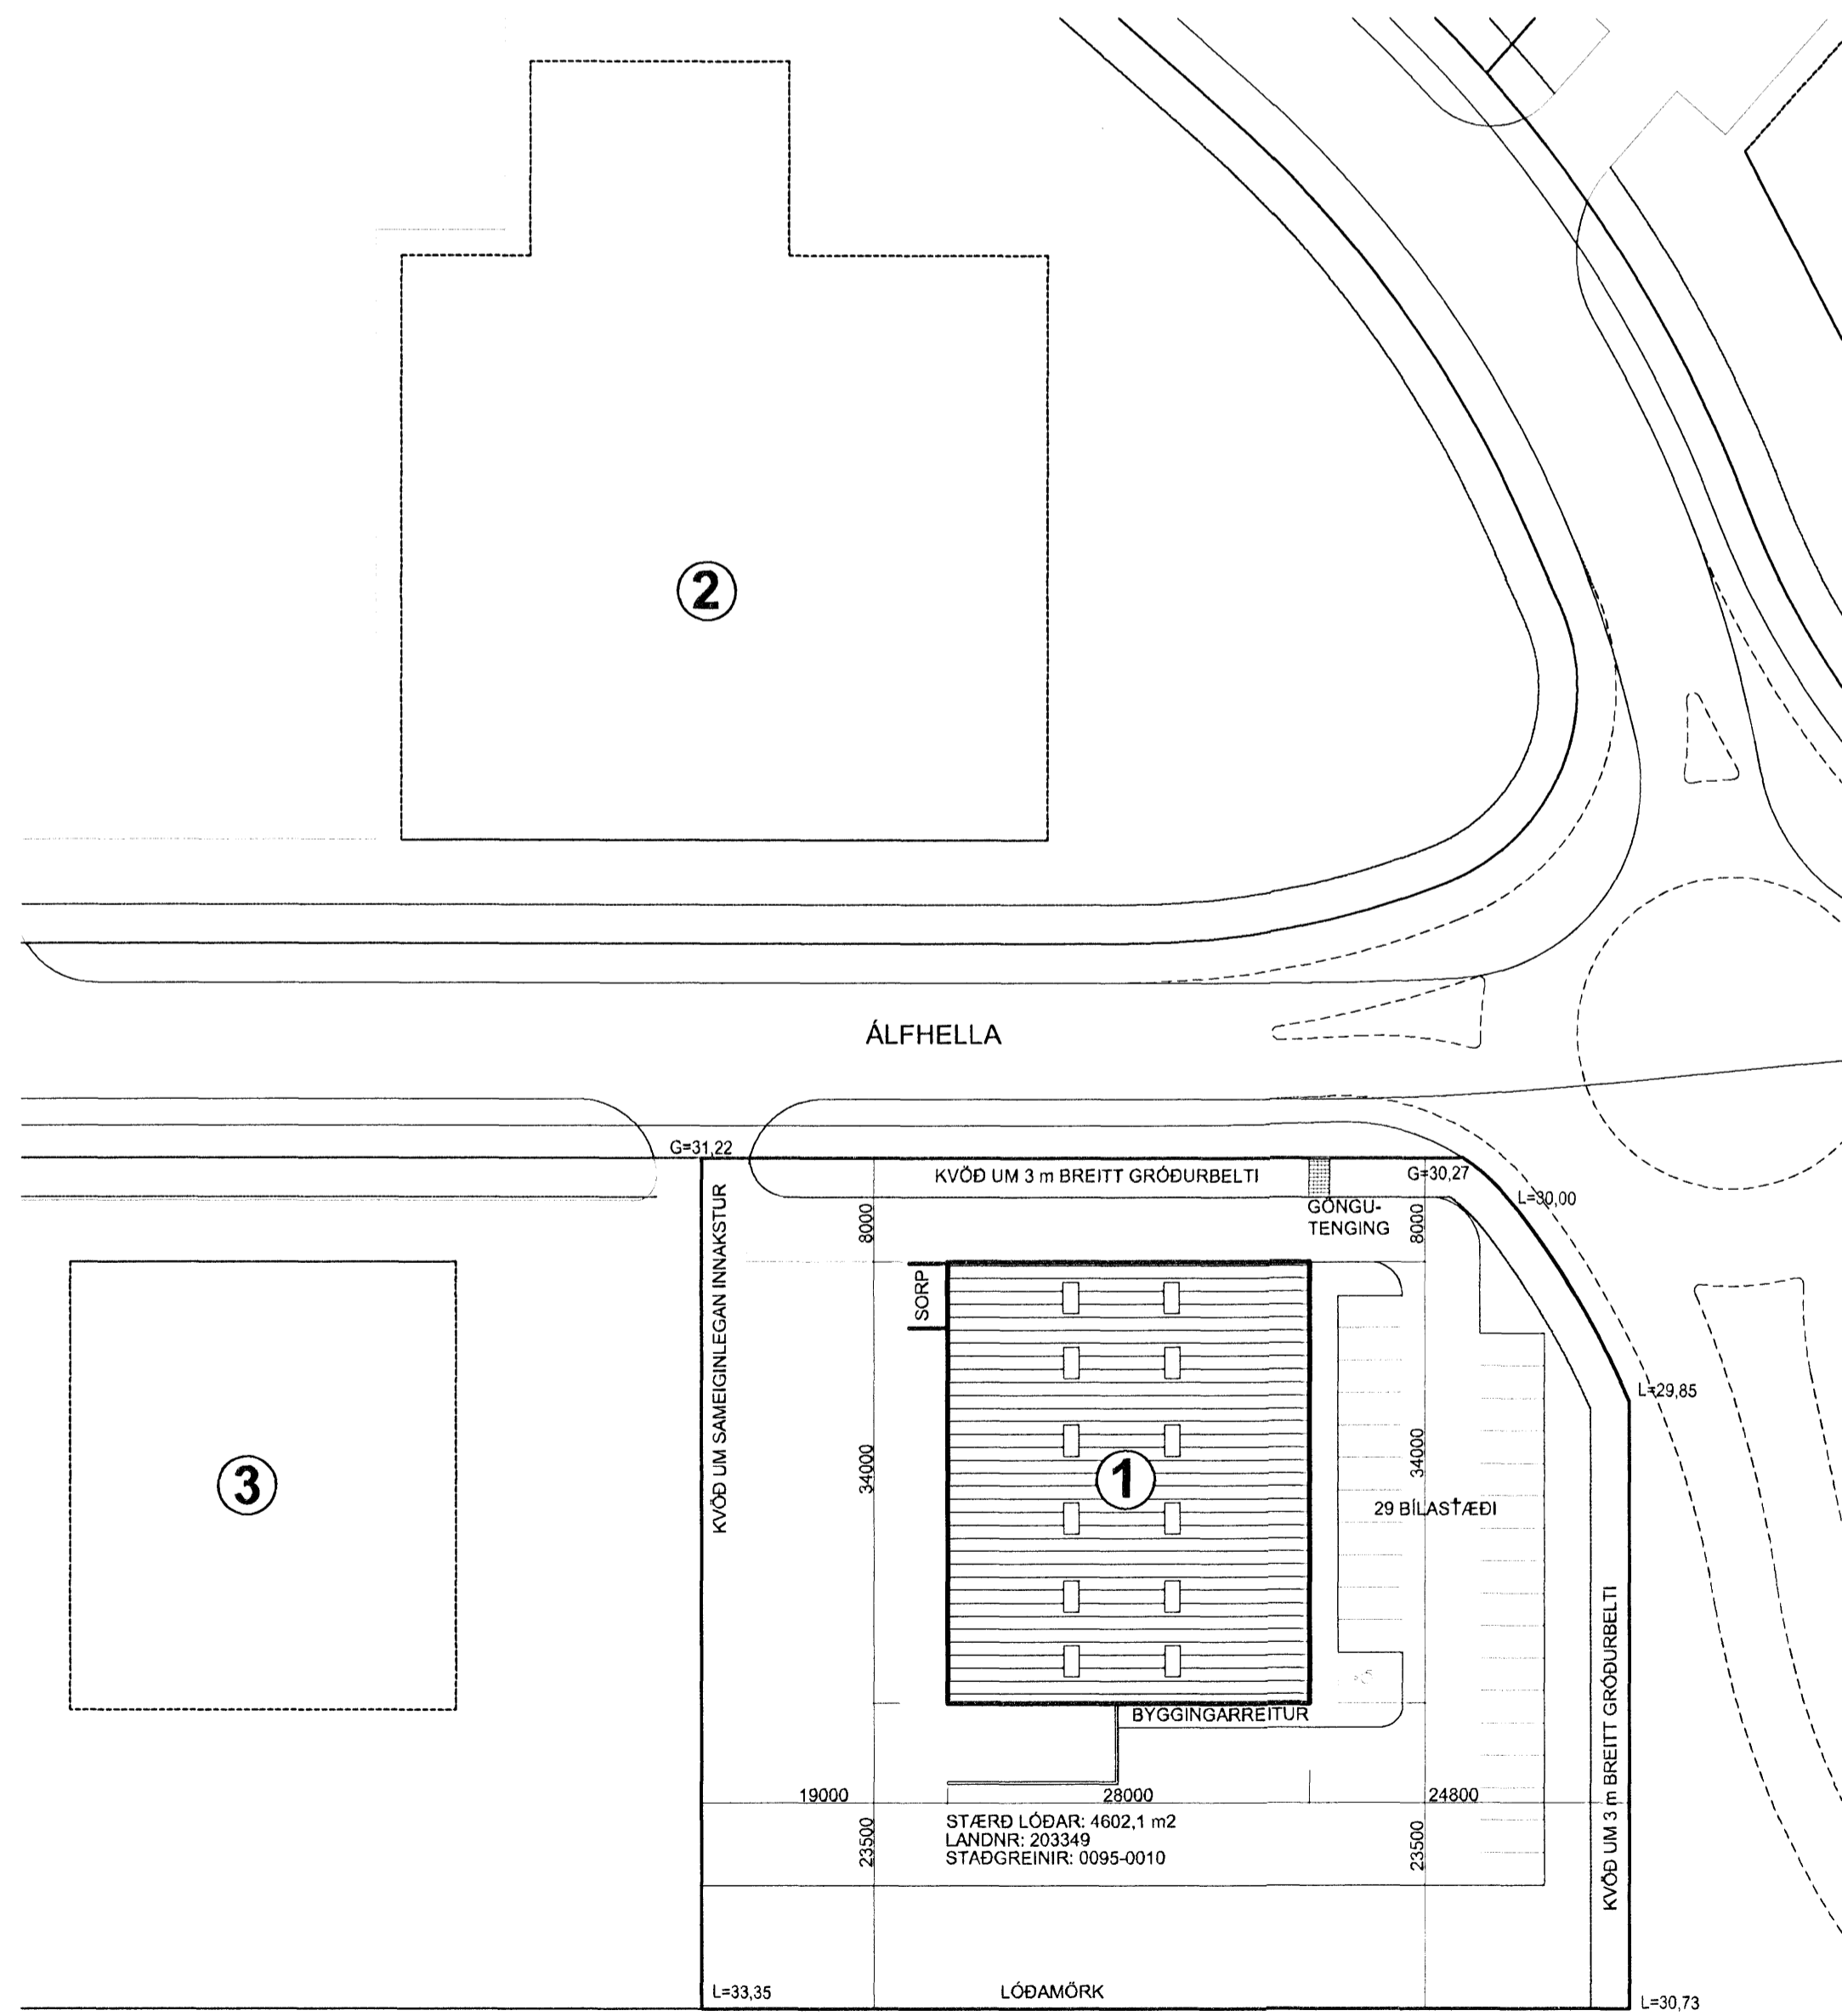 2
ÁLFHELLA
G=31,22
KVÖÐ UM 3 m BREITT GRÓÐURBELTI
G=30,27
L=30,00
GÖNGU-
TENGING
8000
8000
KVÖÐ UM SAMEIGINLEGAN INNAKSTUR
SORP
L=29,85
3
34000
1
34000
29 BÍLASTÆÐI
BYGGINGARREITUR
KVÖÐ UM 3 m BREITT GRÓÐURBELTI
19000
28000
24800
STÆRÐ LÓÐAR: 4602,1 m2
LANDNR: 203349
STAÐGREINIR: 0095-0010
23500
23500
L=33,35
LÓÐAMÖRK
L=30,73